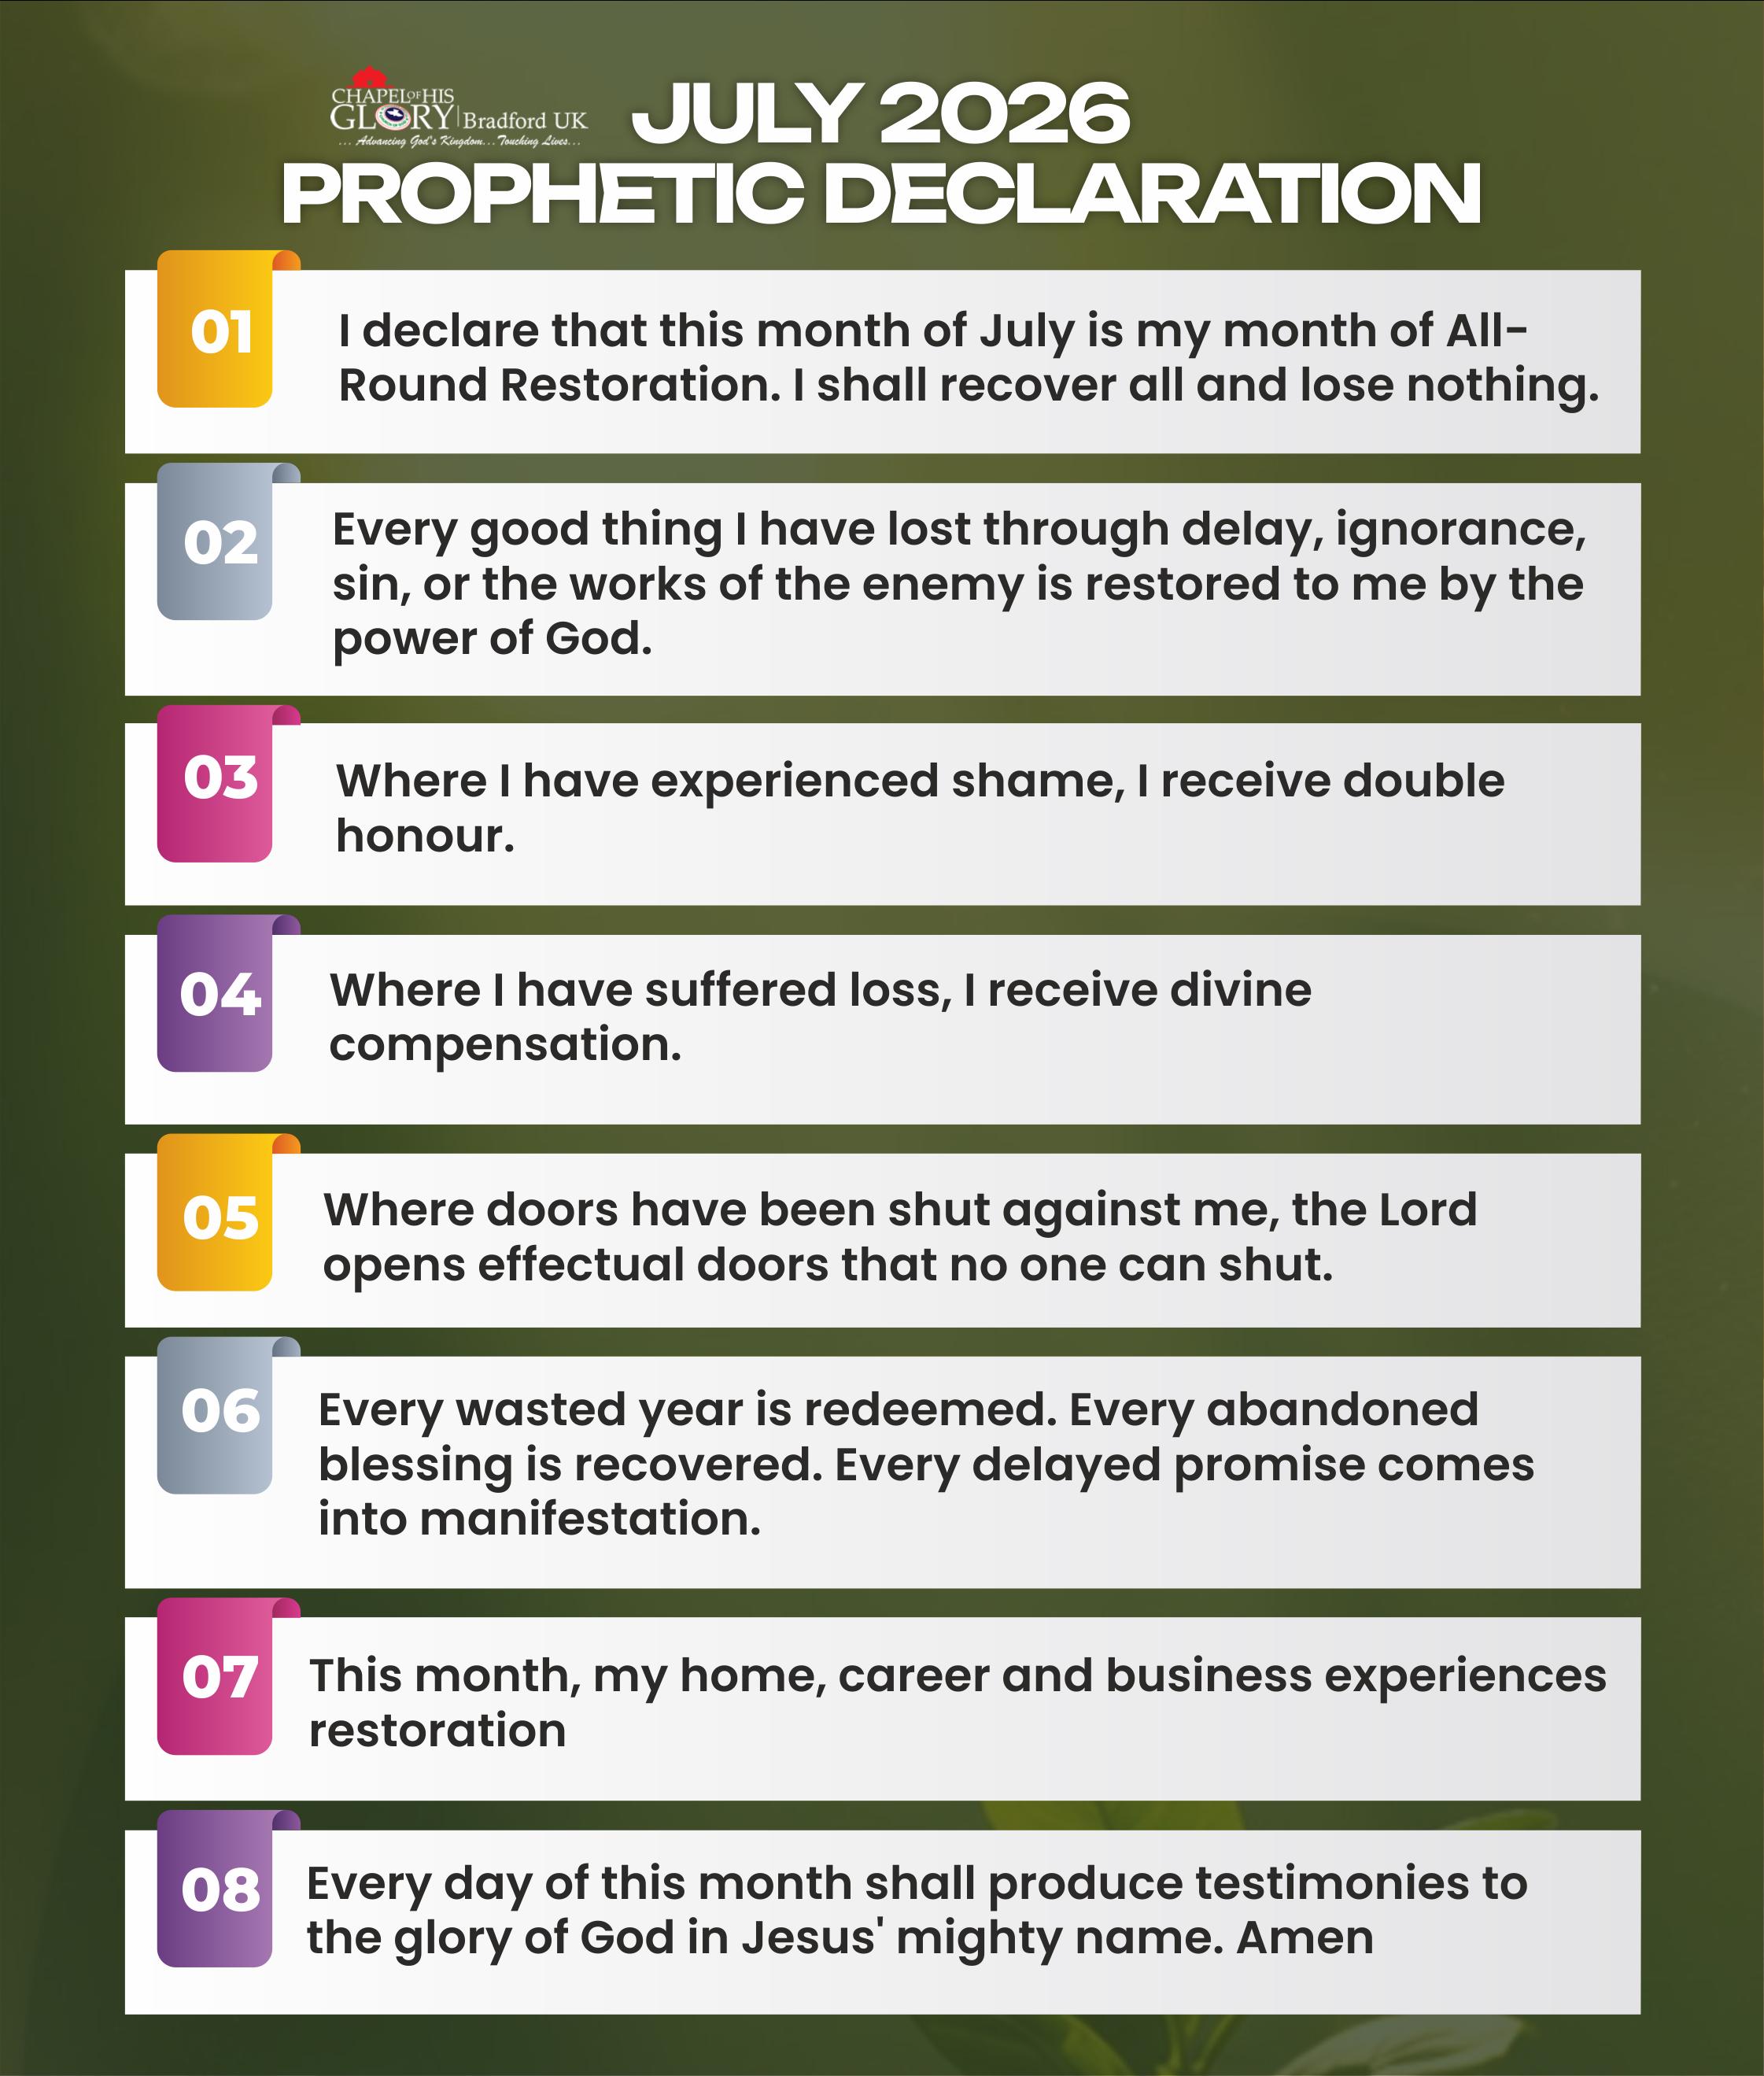 CHAPEL OF HIS
GLORY | Bradford UK
... Advancing God's Kingdom... Touching Lives...
JULY 2026
PROPHETIC DECLARATION
01
I declare that this month of July is my month of All-
Round Restoration. I shall recover all and lose nothing.
02
Every good thing I have lost through delay, ignorance,
sin, or the works of the enemy is restored to me by the
power of God.
03
Where I have experienced shame, I receive double
honour.
04
Where I have suffered loss, I receive divine
compensation.
05
Where doors have been shut against me, the Lord
opens effectual doors that no one can shut.
06
Every wasted year is redeemed. Every abandoned
blessing is recovered. Every delayed promise comes
into manifestation.
07
This month, my home, career and business experiences
restoration
08
Every day of this month shall produce testimonies to
the glory of God in Jesus' mighty name. Amen